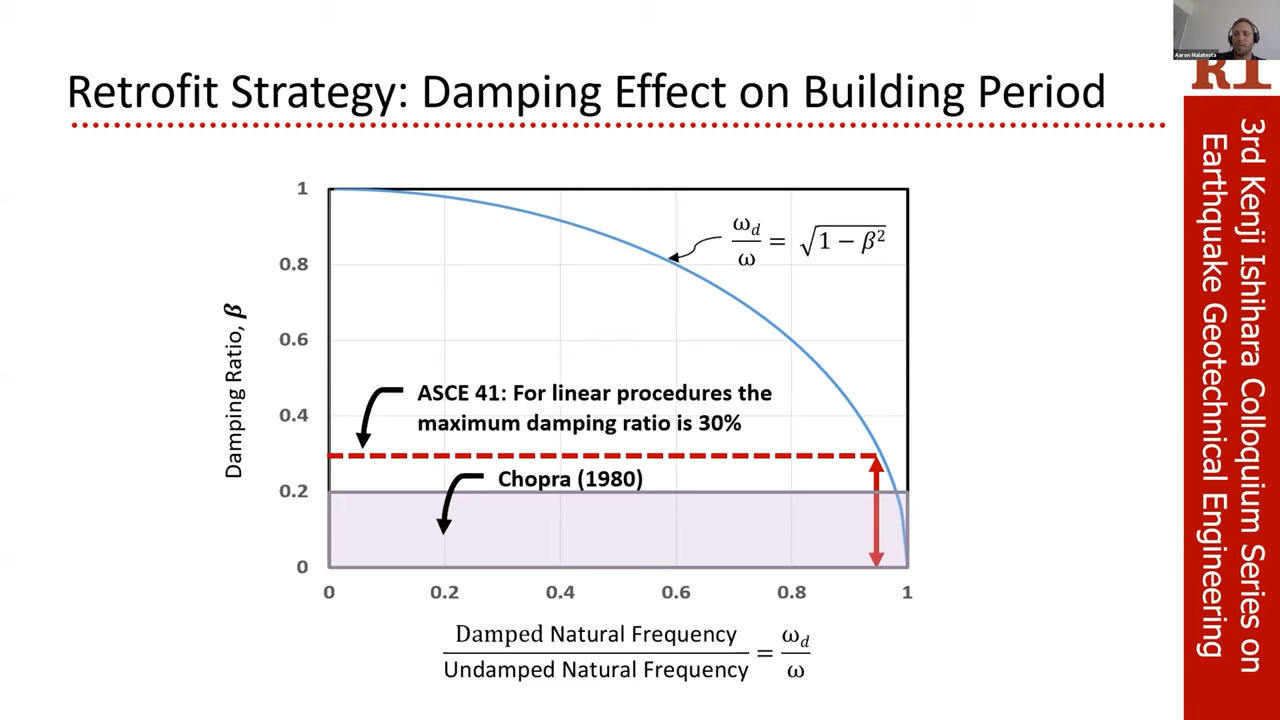 Aaron Malatesta
Retrofit Strategy: Damping Effect on Building Period
1
0.8
0.6
0.4
0.2
0
0
0.2
0.4
0.6
0.8
1
Damping Ratio, β
ω_d/ω = √(1 − β²)
ASCE 41: For linear procedures the
maximum damping ratio is 30%
Chopra (1980)
Damped Natural Frequency
Undamped Natural Frequency
= ω_d/ω
3rd Kenji Ishihara Colloquium Series on
Earthquake Geotechnical Engineering